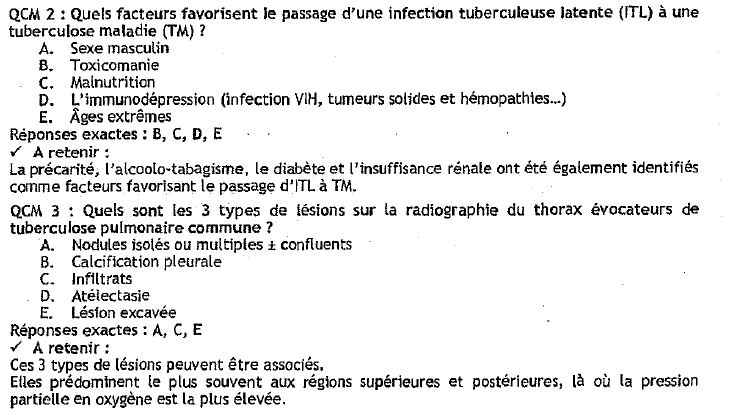 QCM 2 : Quels facteurs favorisent le passage d'une infection tuberculeuse latente (ITL) à une
tuberculose maladie (TM) ?
A. Sexe masculin
B. Toxicomanie
C. Malnutrition
D. L'immunodépression (infection VIH, tumeurs solides et hémopathies...)
E. Âges extrêmes
Réponses exactes : B, C, D, E
✓ A retenir :
La précarité, l'alcoolo-tabagisme, le diabète et l'insuffisance rénale ont été également identifiés
comme facteurs favorisant le passage d'ITL à TM.
QCM 3 : Quels sont les 3 types de lésions sur la radiographie du thorax évocateurs de
tuberculose pulmonaire commune ?
A. Nodules isolés ou multiples ± confluents
B. Calcification pleurale
C. Infiltrats
D. Atélectasie
E. Lésion excavée
Réponses exactes : A, C, E
✓ A retenir :
Ces 3 types de lésions peuvent être associés.
Elles prédominent le plus souvent aux régions supérieures et postérieures, là où la pression
partielle en oxygène est la plus élevée.